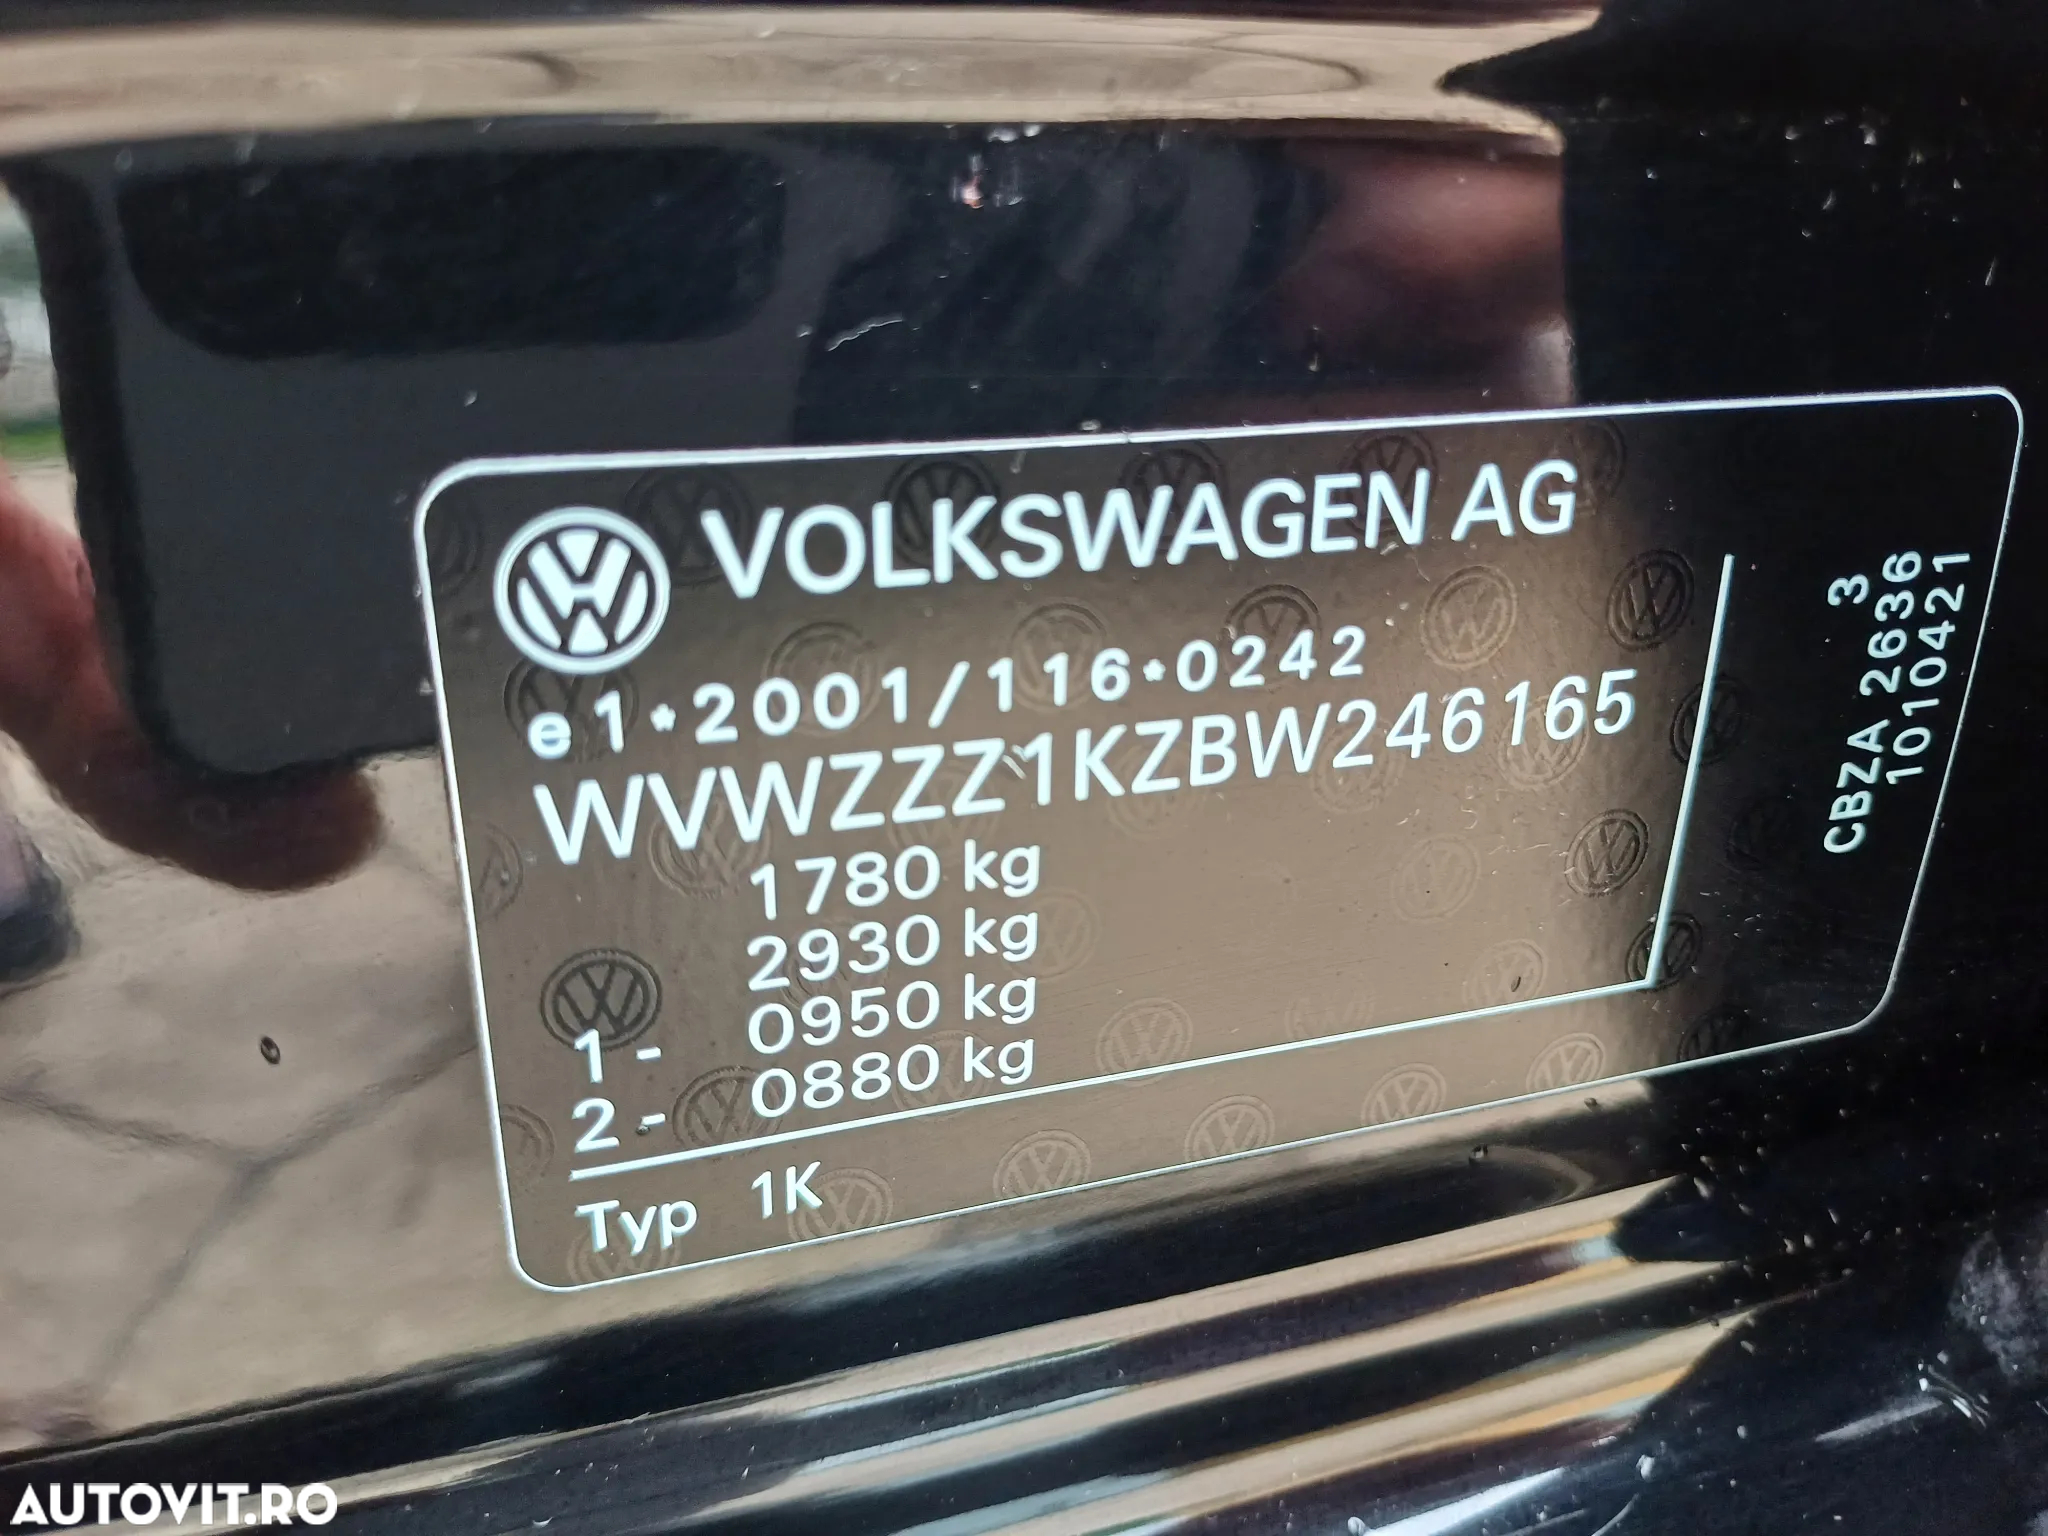 VOLKSWAGEN AG
e1*2001/116*0242
WVWZZZ1KZBW246165
1780 kg
2930 kg
1- 0950 kg
2- 0880 kg
Typ 1K
3
CBZA 2636
1010421
AUTOVIT.RO